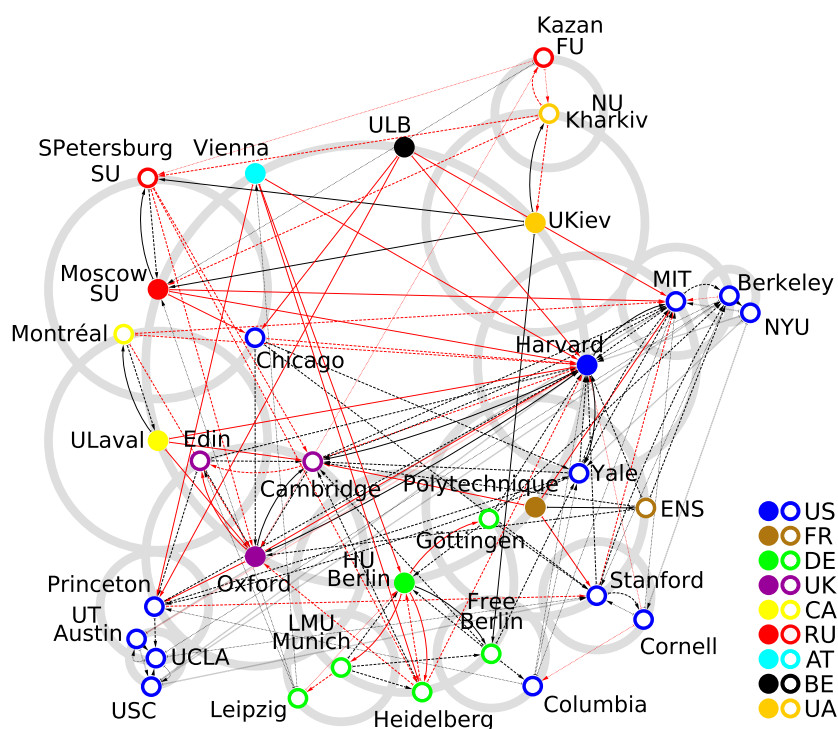 Kazan
FU
NU
Kharkiv
ULB
SPetersburg
SU
Vienna
UKiev
Moscow
SU
MIT
Berkeley
NYU
Montréal
Chicago
Harvard
ULaval
Edin
Cambridge
Polytechnique
Yale
ENS
Göttingen
Oxford
HU
Berlin
Princeton
UT
Austin
UCLA
USC
LMU
Munich
Free
Berlin
Stanford
Cornell
Leipzig
Heidelberg
Columbia
US
FR
DE
UK
CA
RU
AT
BE
UA